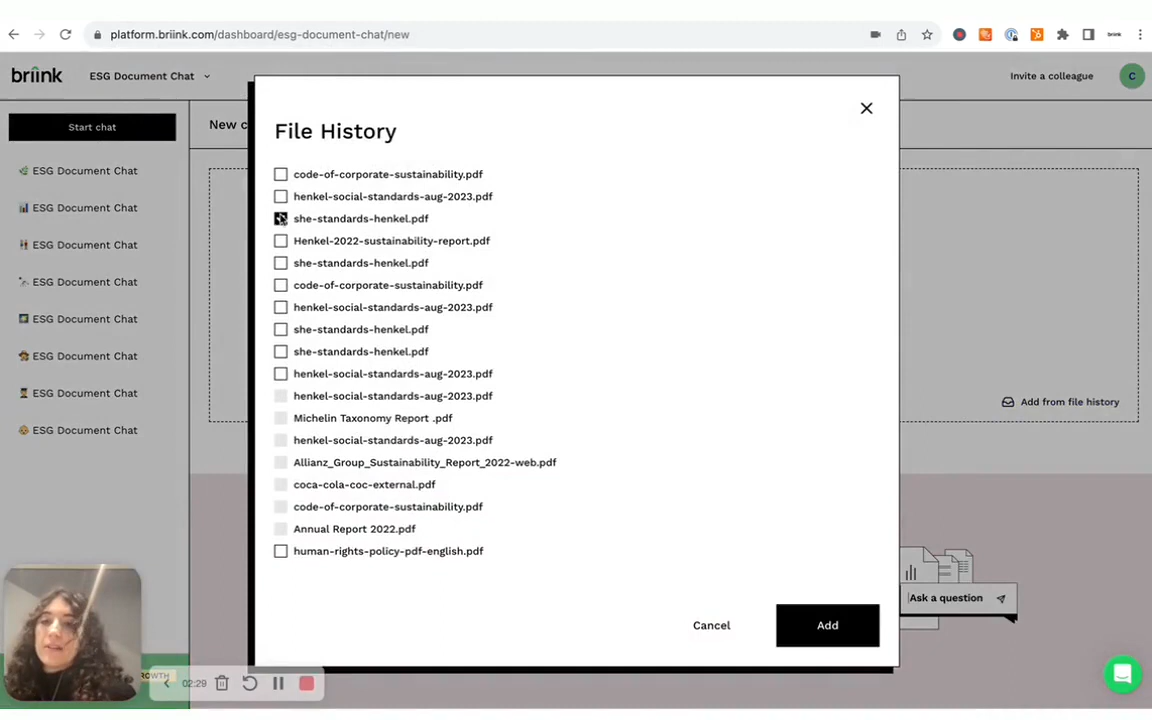 platform.briink.com/dashboard/esg-document-chat/new
briink
ESG Document Chat
Invite a colleague
C
Start chat
New c
ESG Document Chat
ESG Document Chat
ESG Document Chat
ESG Document Chat
ESG Document Chat
ESG Document Chat
ESG Document Chat
ESG Document Chat
File History
code-of-corporate-sustainability.pdf
henkel-social-standards-aug-2023.pdf
she-standards-henkel.pdf
Henkel-2022-sustainability-report.pdf
she-standards-henkel.pdf
code-of-corporate-sustainability.pdf
henkel-social-standards-aug-2023.pdf
she-standards-henkel.pdf
she-standards-henkel.pdf
henkel-social-standards-aug-2023.pdf
henkel-social-standards-aug-2023.pdf
Michelin Taxonomy Report .pdf
henkel-social-standards-aug-2023.pdf
Allianz_Group_Sustainability_Report_2022-web.pdf
coca-cola-coc-external.pdf
code-of-corporate-sustainability.pdf
Annual Report 2022.pdf
human-rights-policy-pdf-english.pdf
Cancel
Add
Add from file history
Ask a question
OWTH
02:29